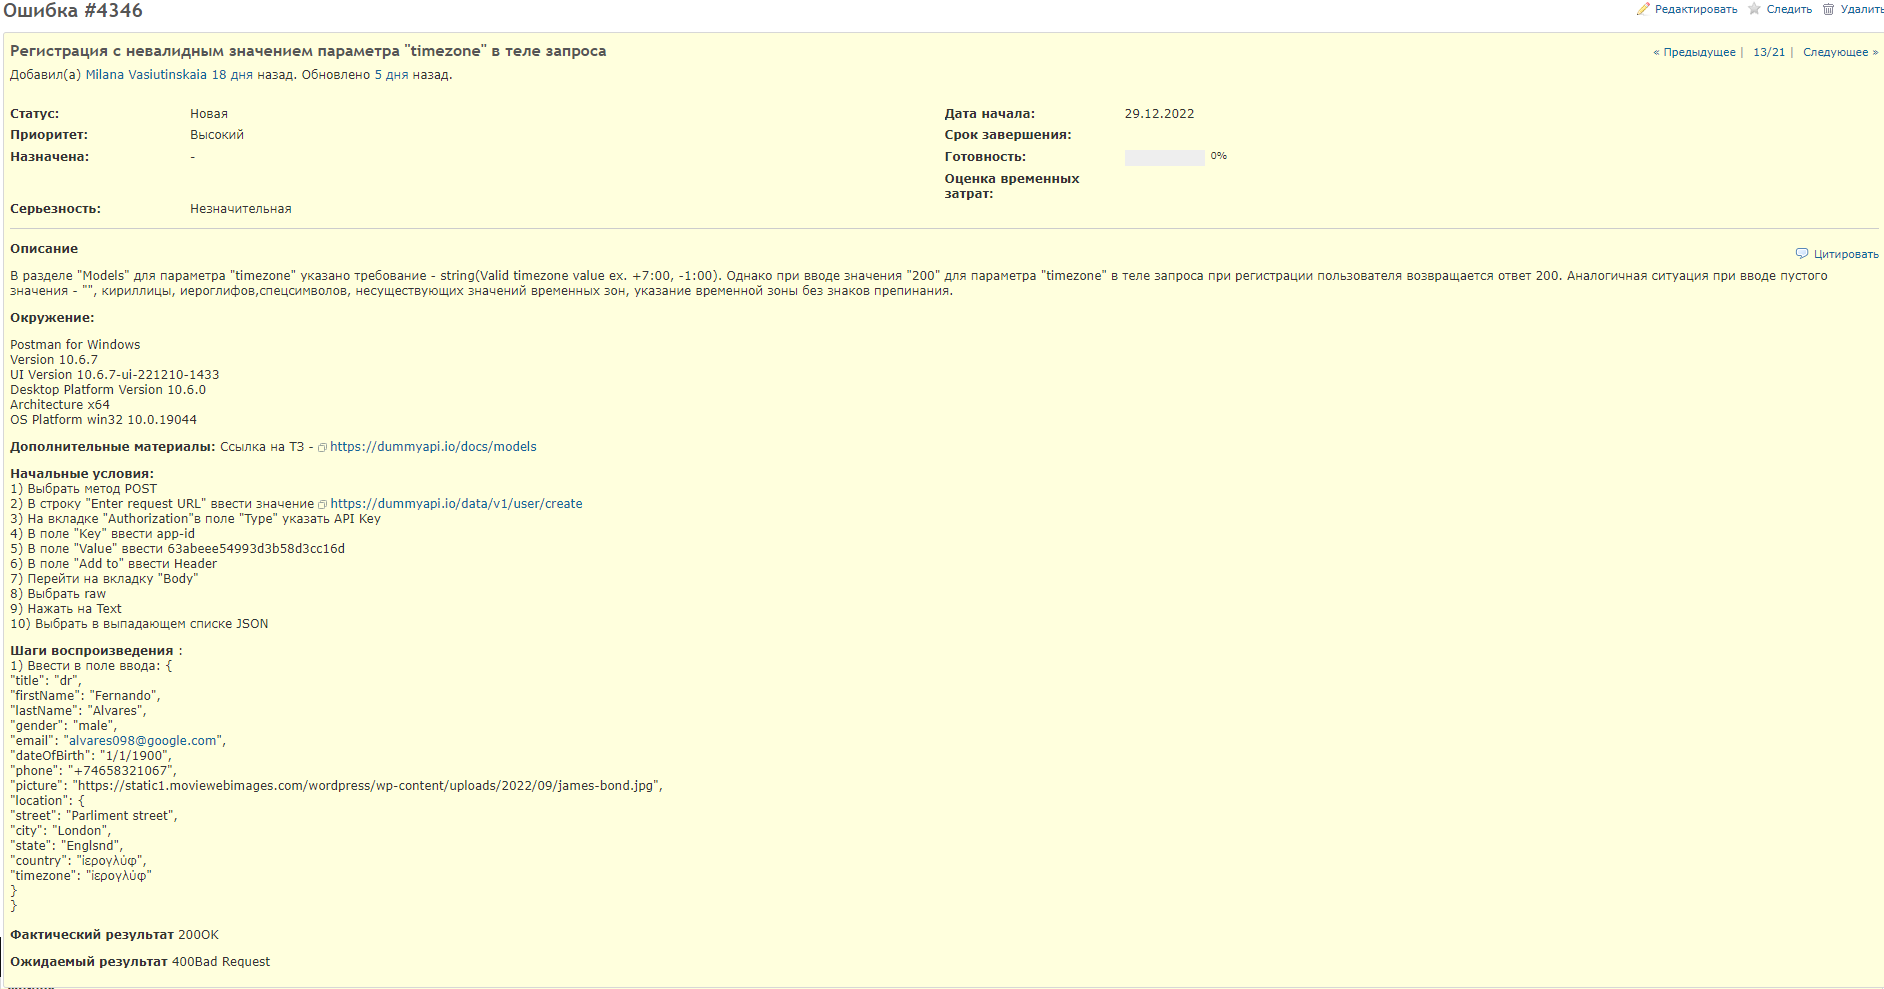 Ошибка #4346
Редактировать Следить Удалить
Регистрация с невалидным значением параметра "timezone" в теле запроса
« Предыдущее | 13/21 | Следующее »
Добавил(а) Milana Vasiutinskaia 18 дня назад. Обновлено 5 дня назад.
Статус: Новая Дата начала: 29.12.2022
Приоритет: Высокий Срок завершения:
Назначена: - Готовность: 0%
Оценка временных
затрат:
Серьезность: Незначительная
Описание
Цитировать
В разделе "Models" для параметра "timezone" указано требование - string(Valid timezone value ex. +7:00, -1:00). Однако при вводе значения "200" для параметра "timezone" в теле запроса при регистрации пользователя возвращается ответ 200. Аналогичная ситуация при вводе пустого
значения - "", кириллицы, иероглифов,спецсимволов, несуществующих значений временных зон, указание временной зоны без знаков препинания.
Окружение:
Postman for Windows
Version 10.6.7
UI Version 10.6.7-ui-221210-1433
Desktop Platform Version 10.6.0
Architecture x64
OS Platform win32 10.0.19044
Дополнительные материалы: Ссылка на ТЗ - https://dummyapi.io/docs/models
Начальные условия:
1) Выбрать метод POST
2) В строку "Enter request URL" ввести значение https://dummyapi.io/data/v1/user/create
3) На вкладке "Authorization"в поле "Type" указать API Key
4) В поле "Key" ввести app-id
5) В поле "Value" ввести 63abeee54993d3b58d3cc16d
6) В поле "Add to" ввести Header
7) Перейти на вкладку "Body"
8) Выбрать raw
9) Нажать на Text
10) Выбрать в выпадающем списке JSON
Шаги воспроизведения :
1) Ввести в поле ввода: {
"title": "dr",
"firstName": "Fernando",
"lastName": "Alvares",
"gender": "male",
"email": "alvares098@google.com",
"dateOfBirth": "1/1/1900",
"phone": "+74658321067",
"picture": "https://static1.moviewebimages.com/wordpress/wp-content/uploads/2022/09/james-bond.jpg",
"location": {
"street": "Parliment street",
"city": "London",
"state": "Englsnd",
"country": "ἱερογλύφ",
"timezone": "ἱερογλύφ"
}
}
Фактический результат 200OK
Ожидаемый результат 400Bad Request